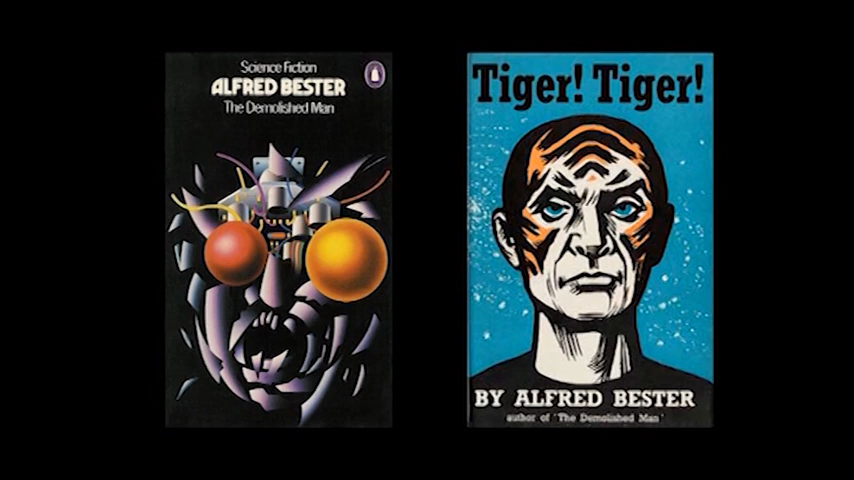 Science Fiction
ALFRED BESTER
The Demolished Man
Tiger! Tiger!
BY ALFRED BESTER
author of 'The Demolished Man'